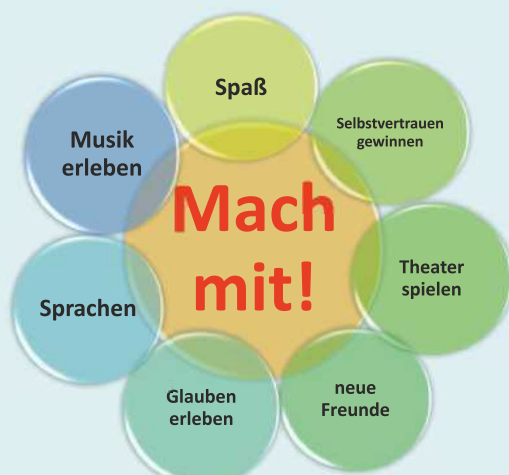 Spaß
Selbstvertrauen
gewinnen
Theater
spielen
neue
Freunde
Glauben
erleben
Sprachen
Musik
erleben
Mach
mit!